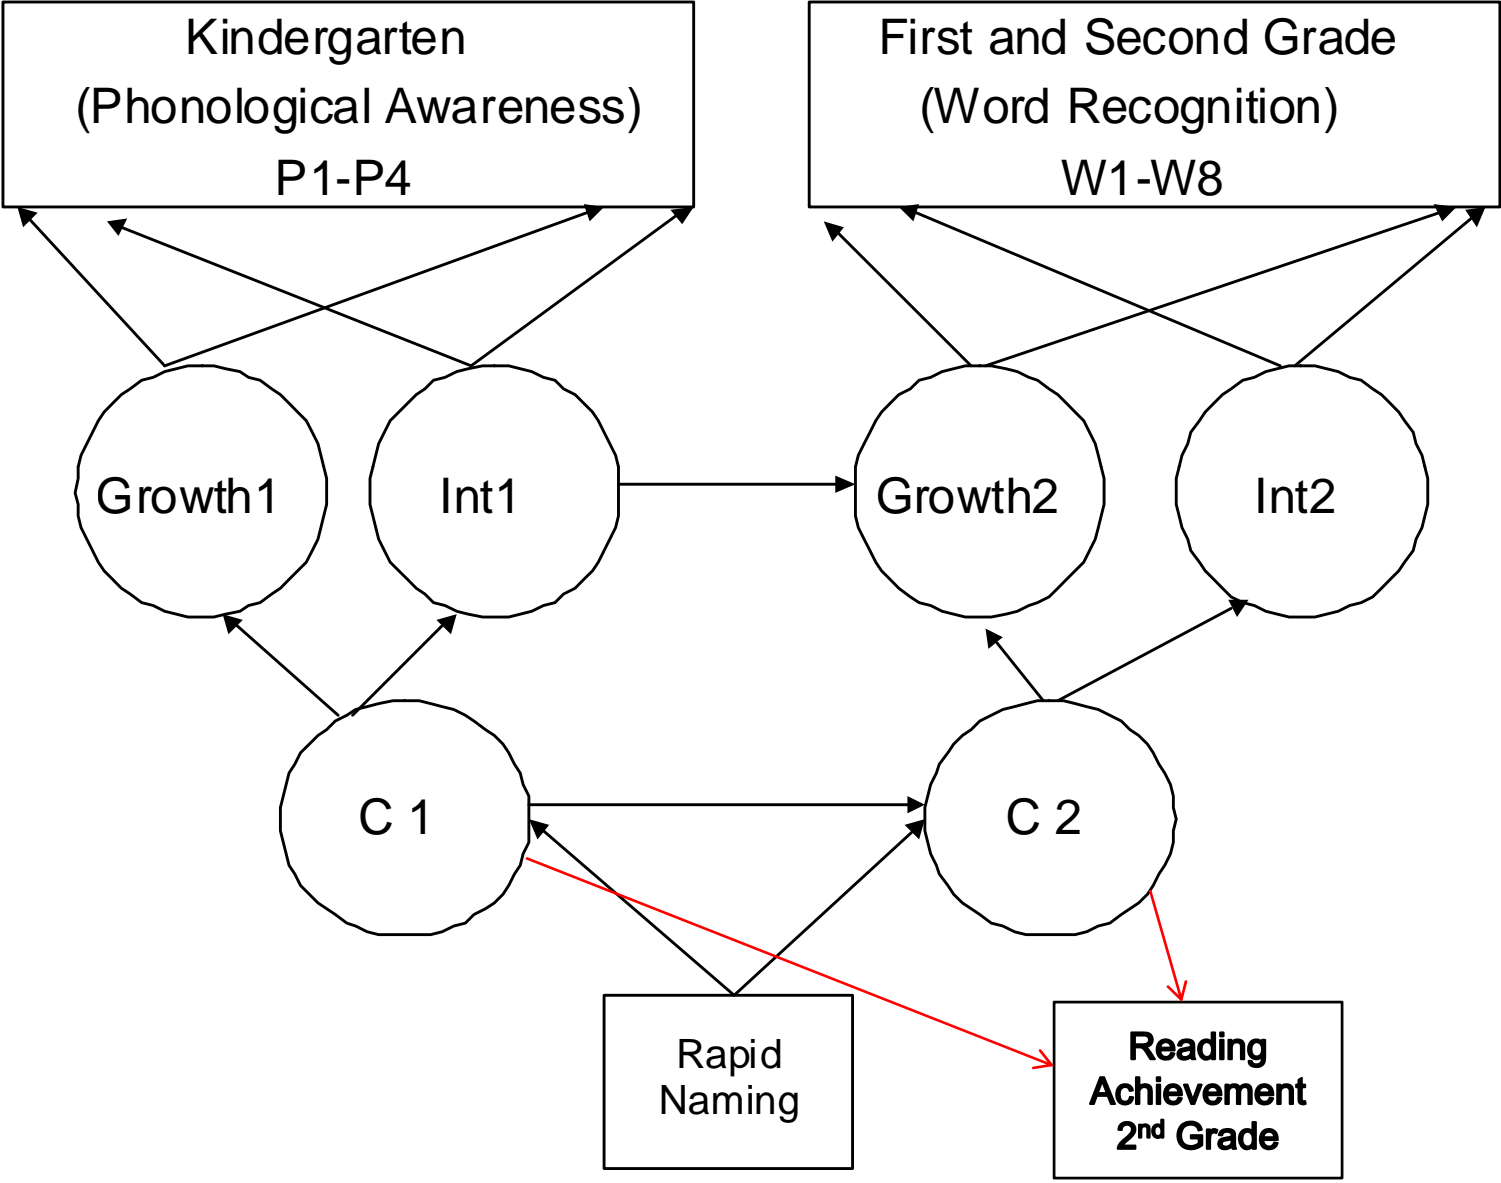 Kindergarten
(Phonological Awareness)
P1-P4
First and Second Grade
(Word Recognition)
W1-W8
Growth1
Int1
Growth2
Int2
C 1
C 2
Rapid
Naming
Reading
Achievement
2nd Grade